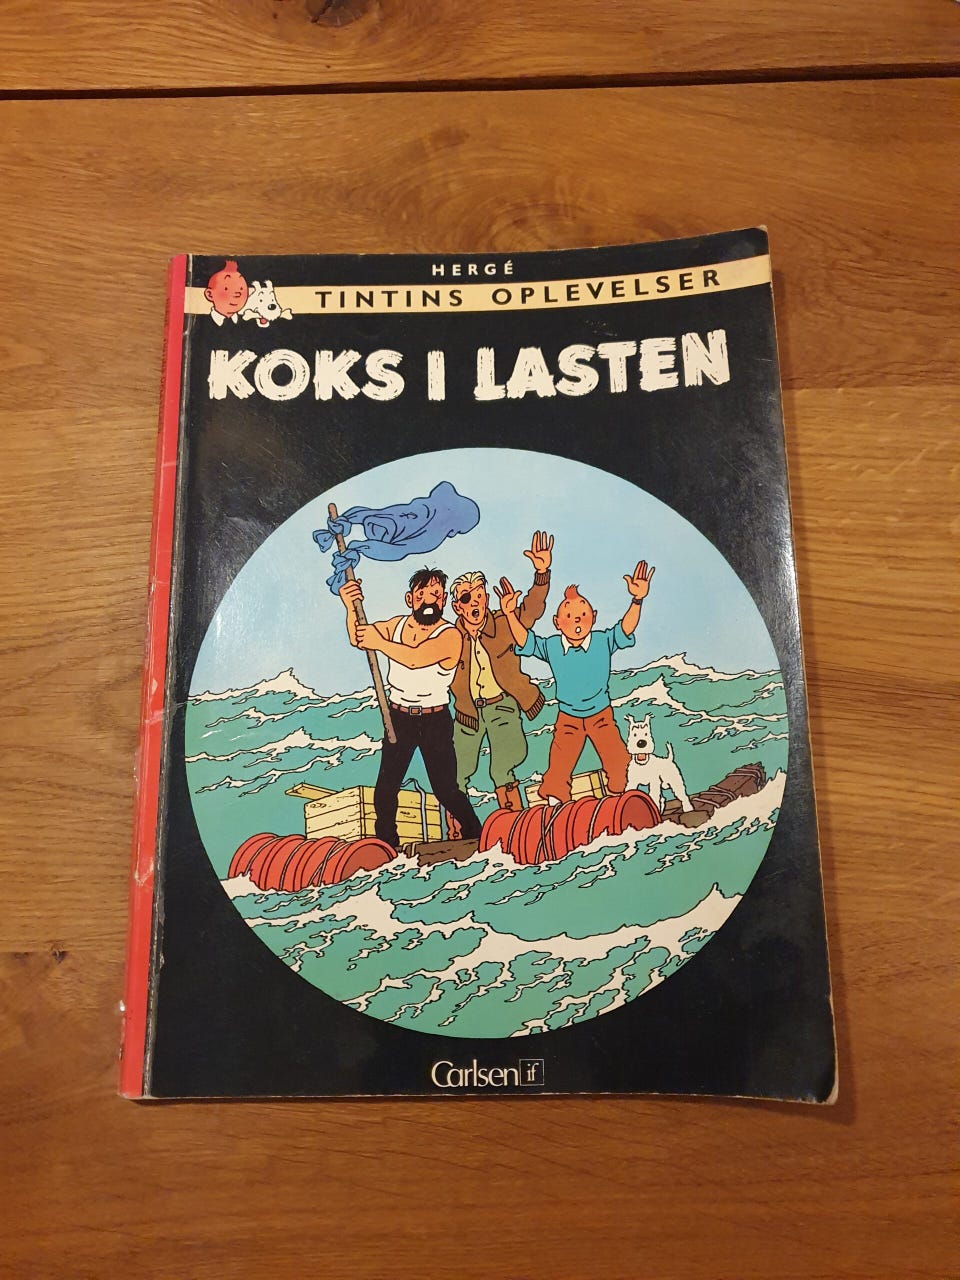 HERGÉ
TINTINS OPLEVELSER
KOKS I LASTEN
Carlsen if